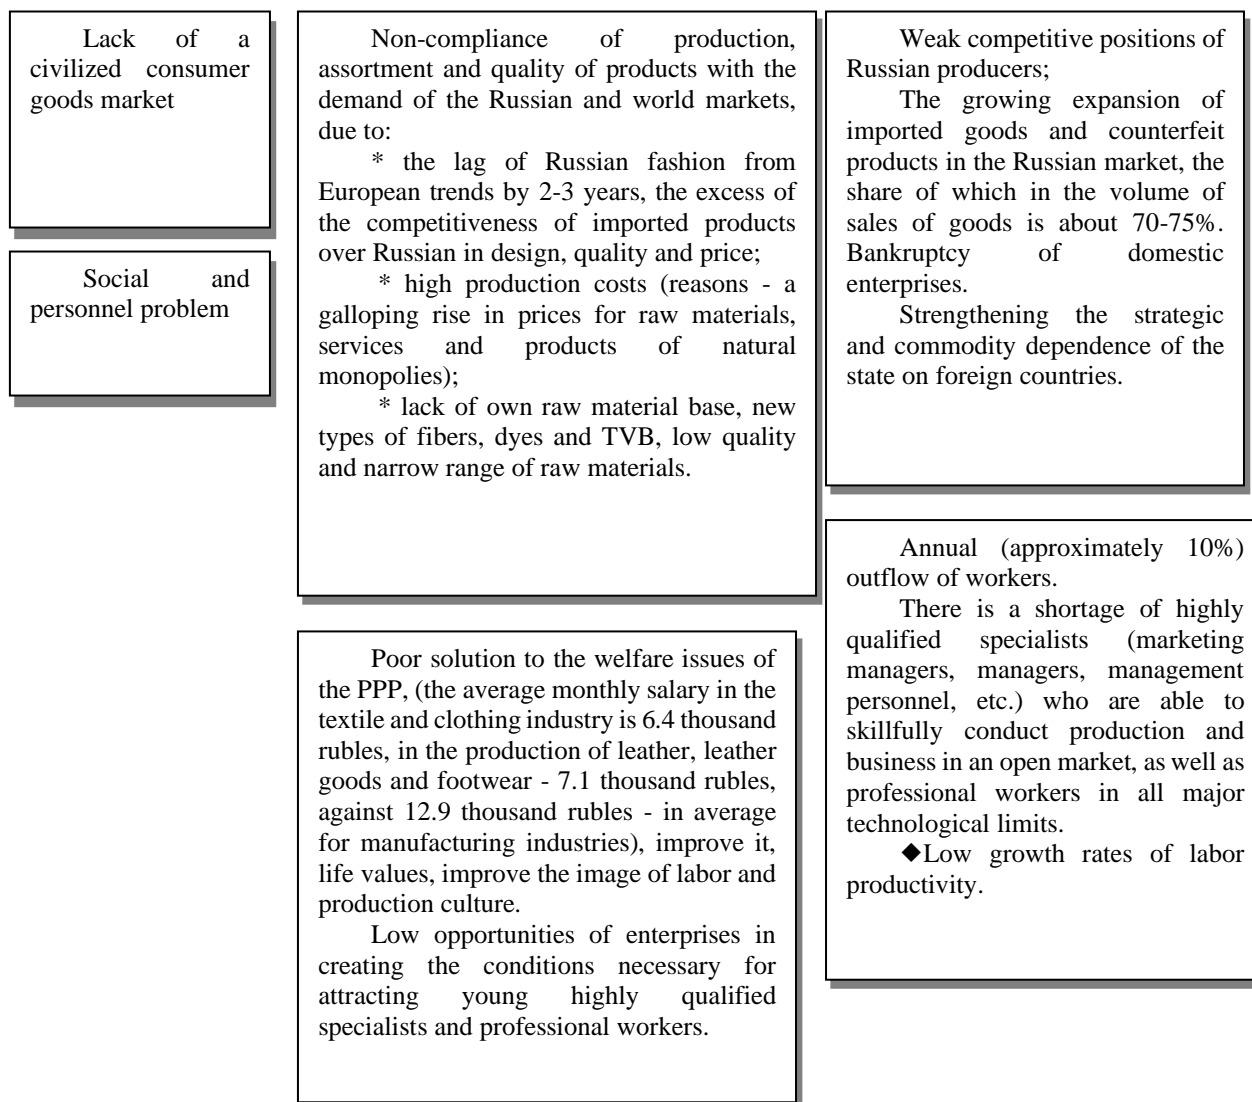 Lack of a
civilized consumer
goods market
Social and
personnel problem
Non-compliance of production,
assortment and quality of products with the
demand of the Russian and world markets,
due to:
* the lag of Russian fashion from
European trends by 2-3 years, the excess of
the competitiveness of imported products
over Russian in design, quality and price;
* high production costs (reasons - a
galloping rise in prices for raw materials,
services and products of natural
monopolies);
* lack of own raw material base, new
types of fibers, dyes and TVB, low quality
and narrow range of raw materials.
Weak competitive positions of
Russian producers;
The growing expansion of
imported goods and counterfeit
products in the Russian market, the
share of which in the volume of
sales of goods is about 70-75%.
Bankruptcy of domestic
enterprises.
Strengthening the strategic
and commodity dependence of the
state on foreign countries.
Poor solution to the welfare issues of
the PPP, (the average monthly salary in the
textile and clothing industry is 6.4 thousand
rubles, in the production of leather, leather
goods and footwear - 7.1 thousand rubles,
against 12.9 thousand rubles - in average
for manufacturing industries), improve it,
life values, improve the image of labor and
production culture.
Low opportunities of enterprises in
creating the conditions necessary for
attracting young highly qualified
specialists and professional workers.
Annual (approximately 10%)
outflow of workers.
There is a shortage of highly
qualified specialists (marketing
managers, managers, management
personnel, etc.) who are able to
skillfully conduct production and
business in an open market, as well as
professional workers in all major
technological limits.
◆Low growth rates of labor
productivity.